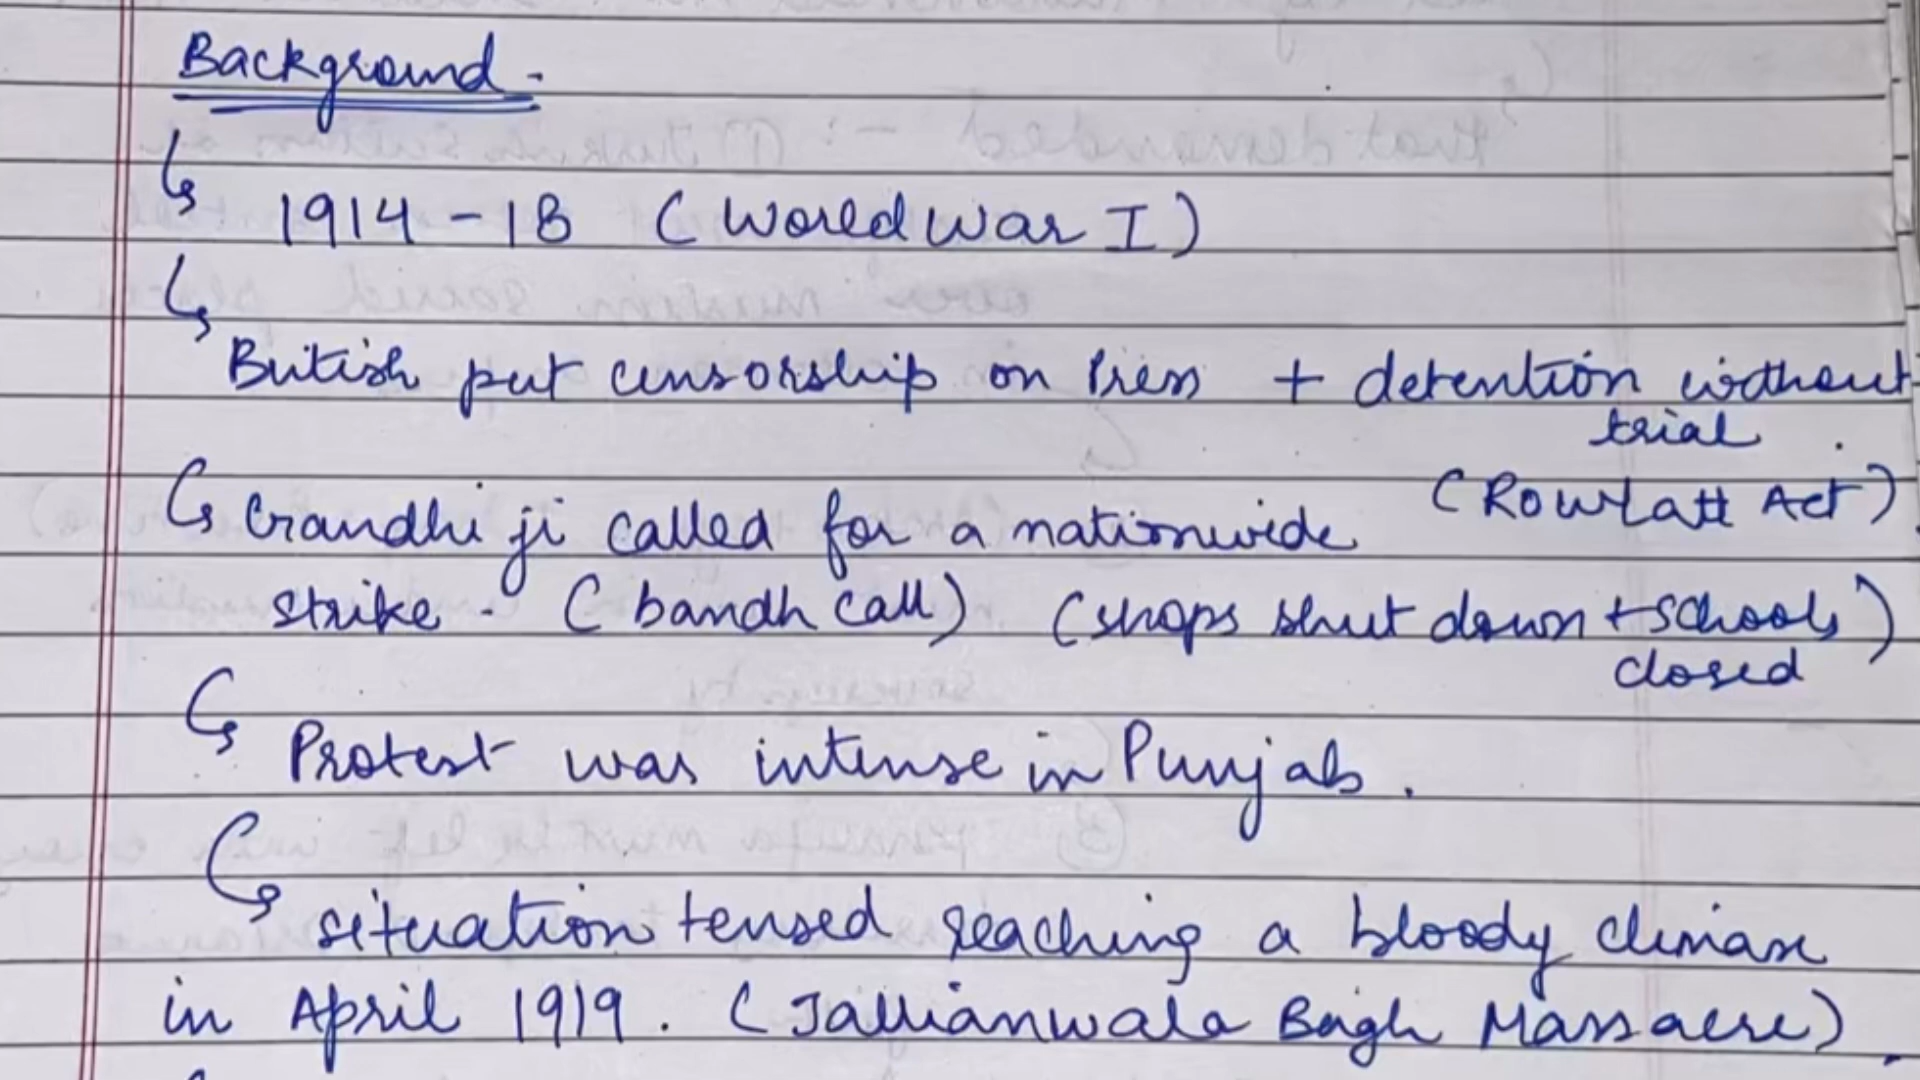 Background -
1914-18 (World War I)
British put censorship on Press + detention without
trial.
(Rowlatt Act)
Gandhi ji called for a nationwide
strike. (bandh call) (shops shut down + schools
closed)
Protest was intense in Punjab.
situation tensed reaching a bloody climax
in April 1919. (Jallianwala Bagh Massacre)